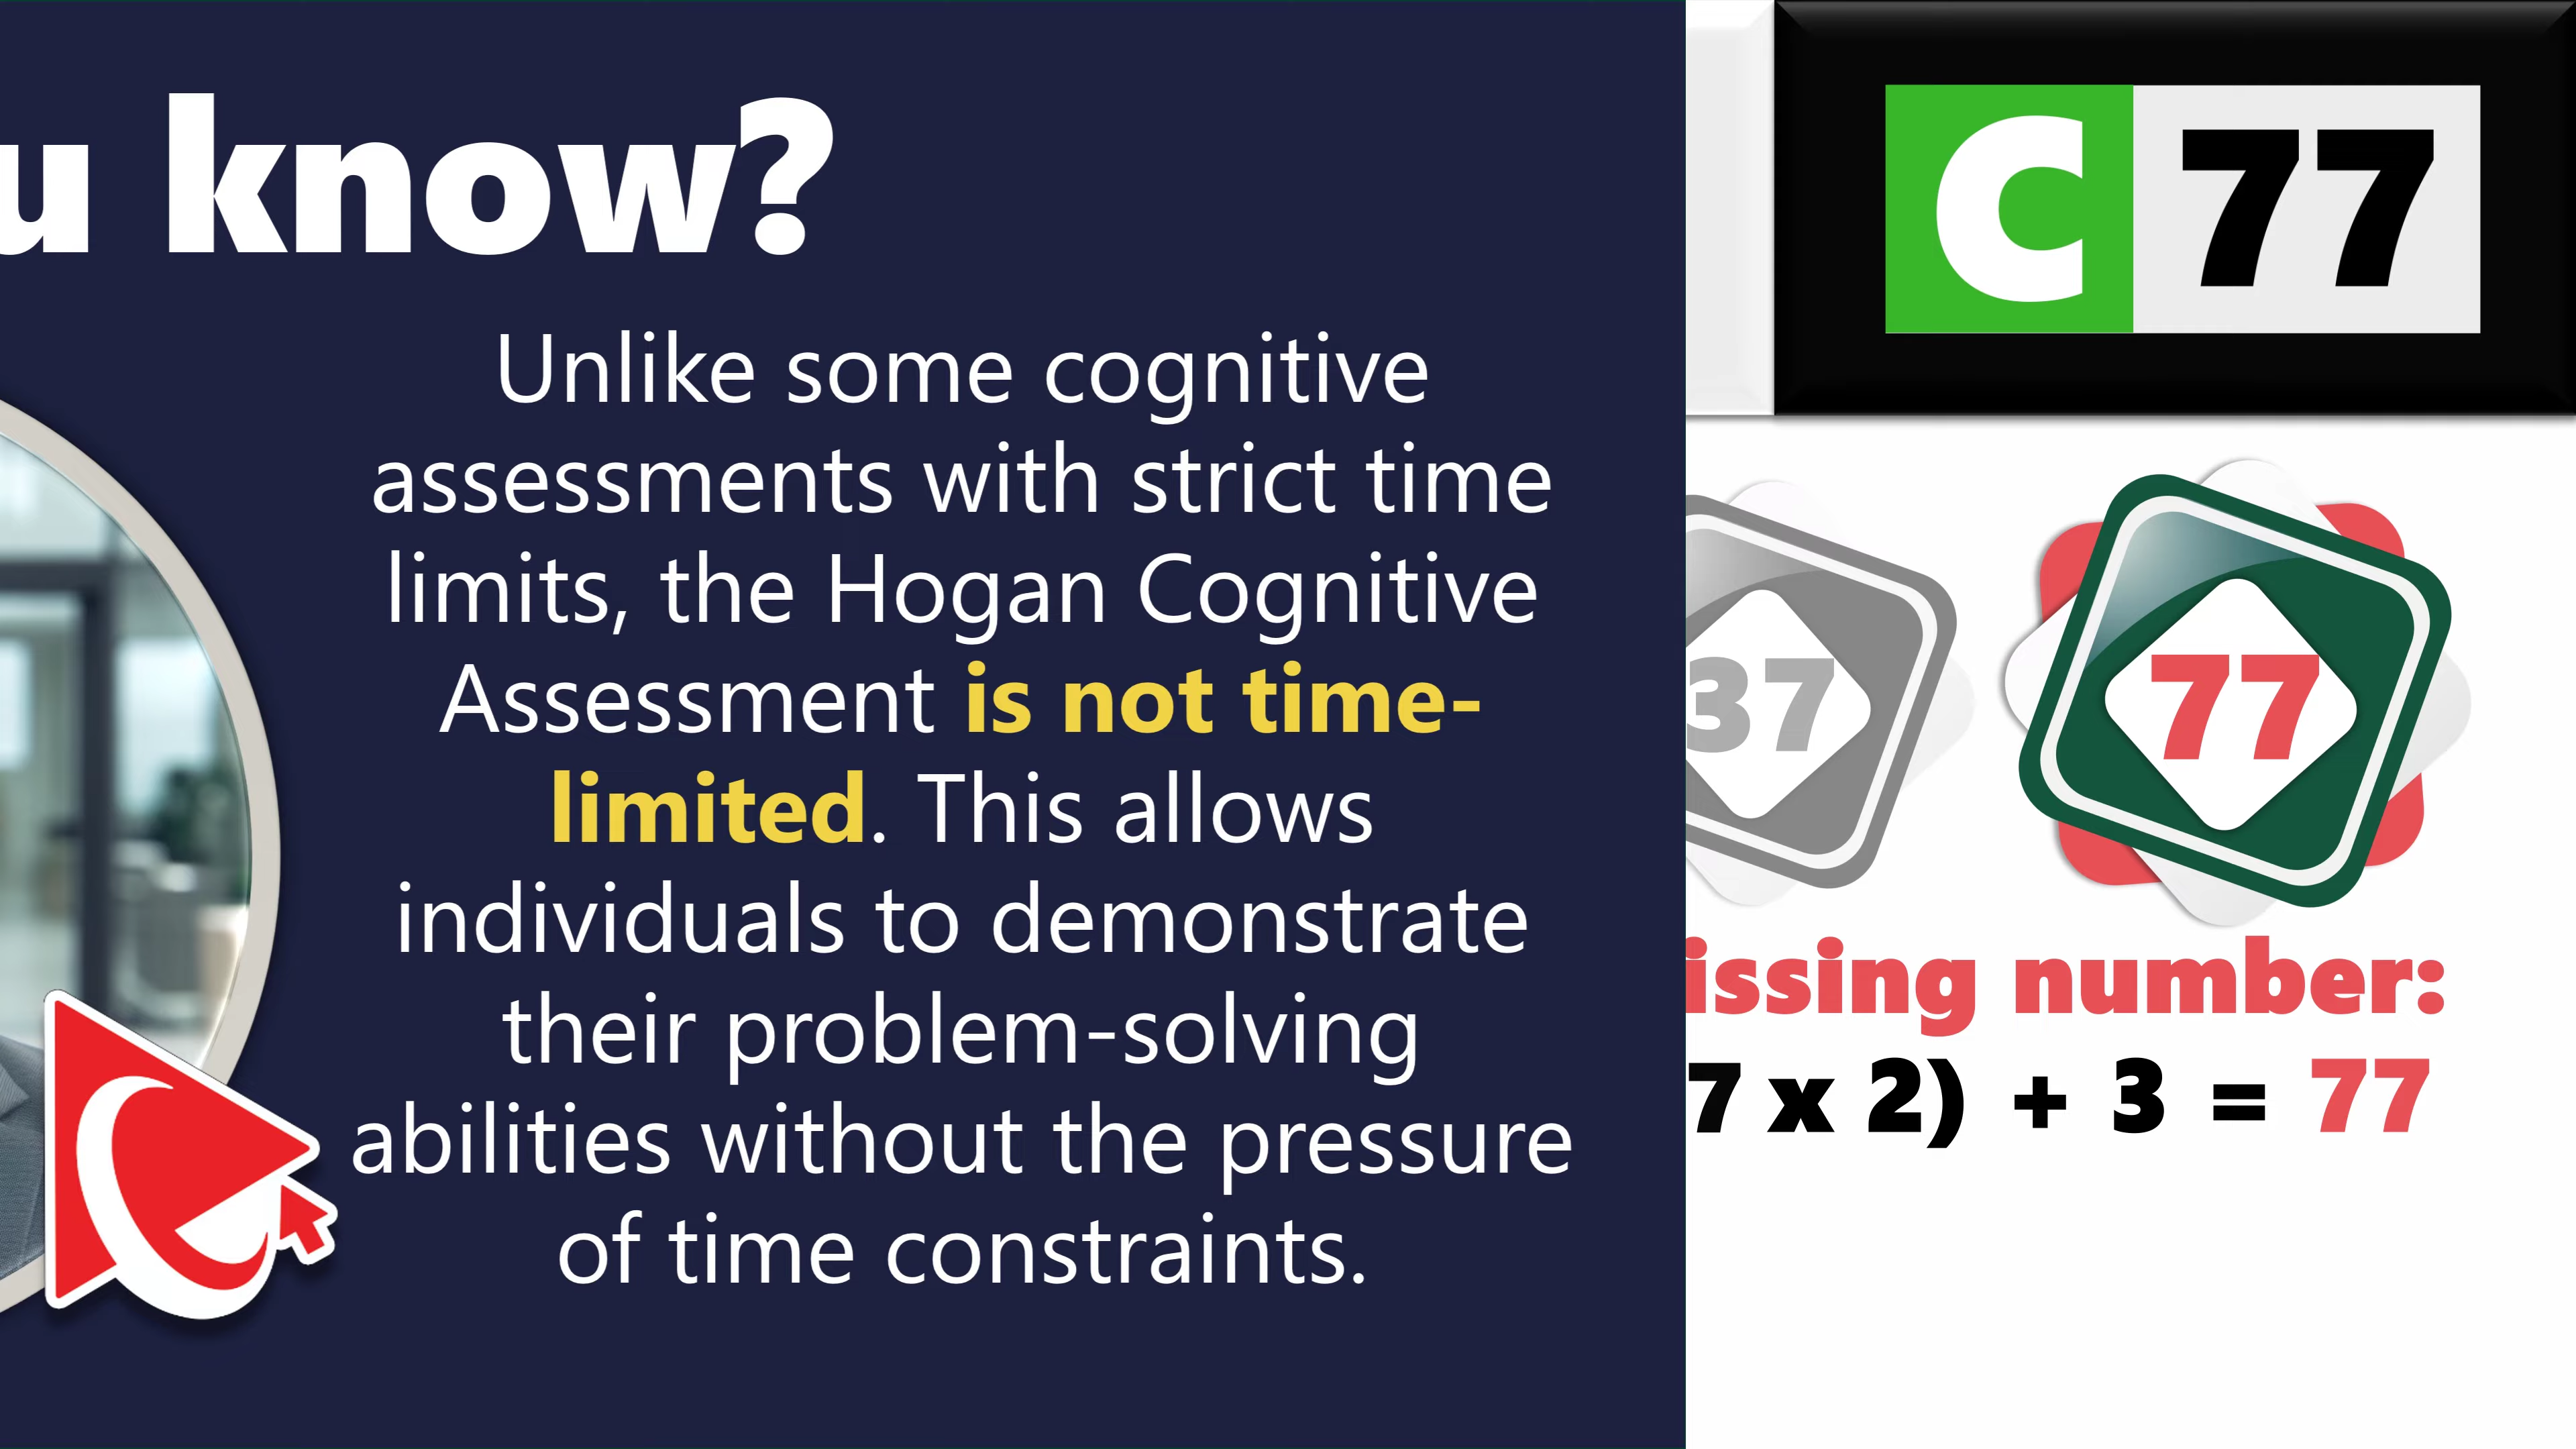 u know?
Unlike some cognitive
assessments with strict time
limits, the Hogan Cognitive
Assessment is not time-
limited. This allows
individuals to demonstrate
their problem-solving
abilities without the pressure
of time constraints.
C 77
37 77
issing number:
7 x 2) + 3 = 77